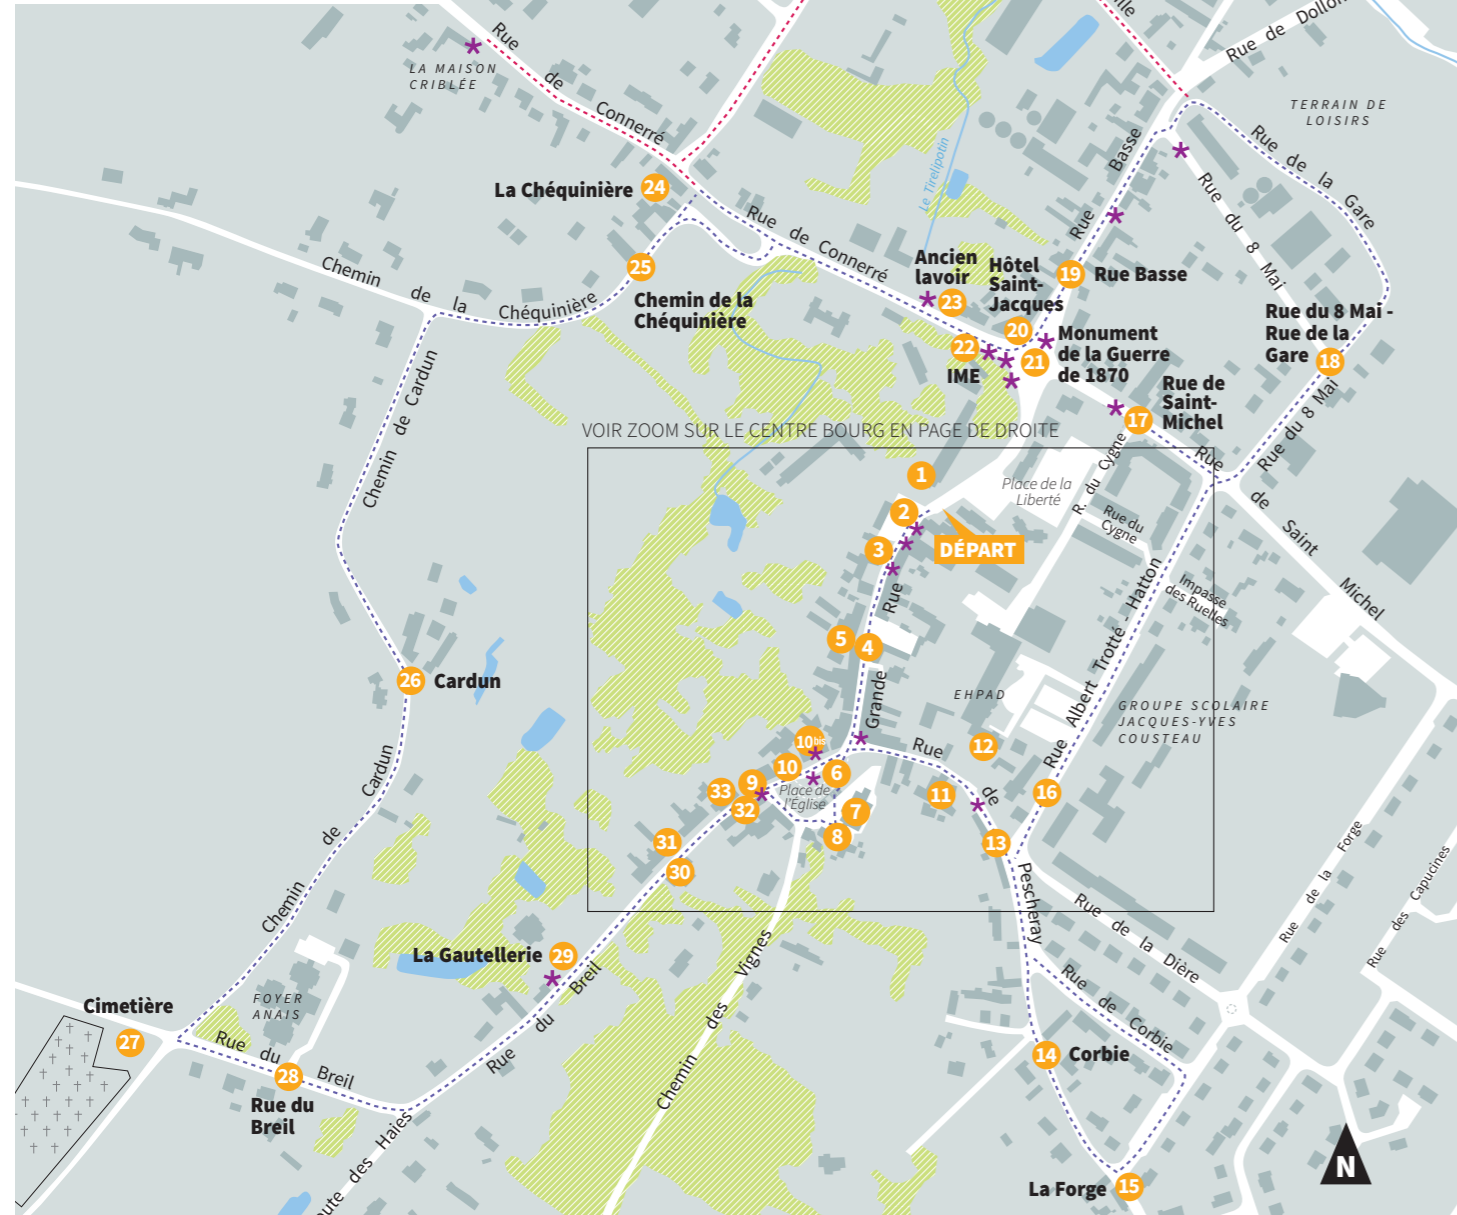 Rue de Connerré
LA MAISON
CRIBLÉE
Rue de Dollon
TERRAIN DE
LOISIRS
Rue de la Gare
Rue Basse
Rue du 8 Mai
Le Tirelipotin
La Chéquinière 24
Rue de Connerré
25
Chemin de la
Chéquinière
Chemin de la Chéquinière
Ancien
lavoir
23
Hôtel
Saint-
Jacques
20
19 Rue Basse
22
IME
21
Monument
de la Guerre
de 1870
Rue du 8 Mai -
Rue de la
Gare 18
Rue de
Saint-
Michel
17
Rue du 8 Mai
Rue de Saint Michel
Chemin de Cardun
VOIR ZOOM SUR LE CENTRE BOURG EN PAGE DE DROITE
1
2
3
DÉPART
Place de la
Liberté
R. du Cygne
Rue du
Cygne
Impasse
des Ruelles
Rue Albert Trotté - Hatton
5
4
Grande Rue
26 Cardun
EHPAD
GROUPE SCOLAIRE
JACQUES-YVES
COUSTEAU
10bis
10
6
9
33
32
Place de
l'Église
7
8
Rue de Pescheray
12
11
16
13
31
30
Chemin de Cardun
La Gautellerie 29
Rue du Breil
Chemin des Vignes
Rue de la Dière
Rue de Corbie
Rue de la Forge
Rue des Capucines
Cimetière
27
FOYER
ANAIS
Rue du Breil
28
Rue du
Breil
des Haies
14 Corbie
La Forge 15
N